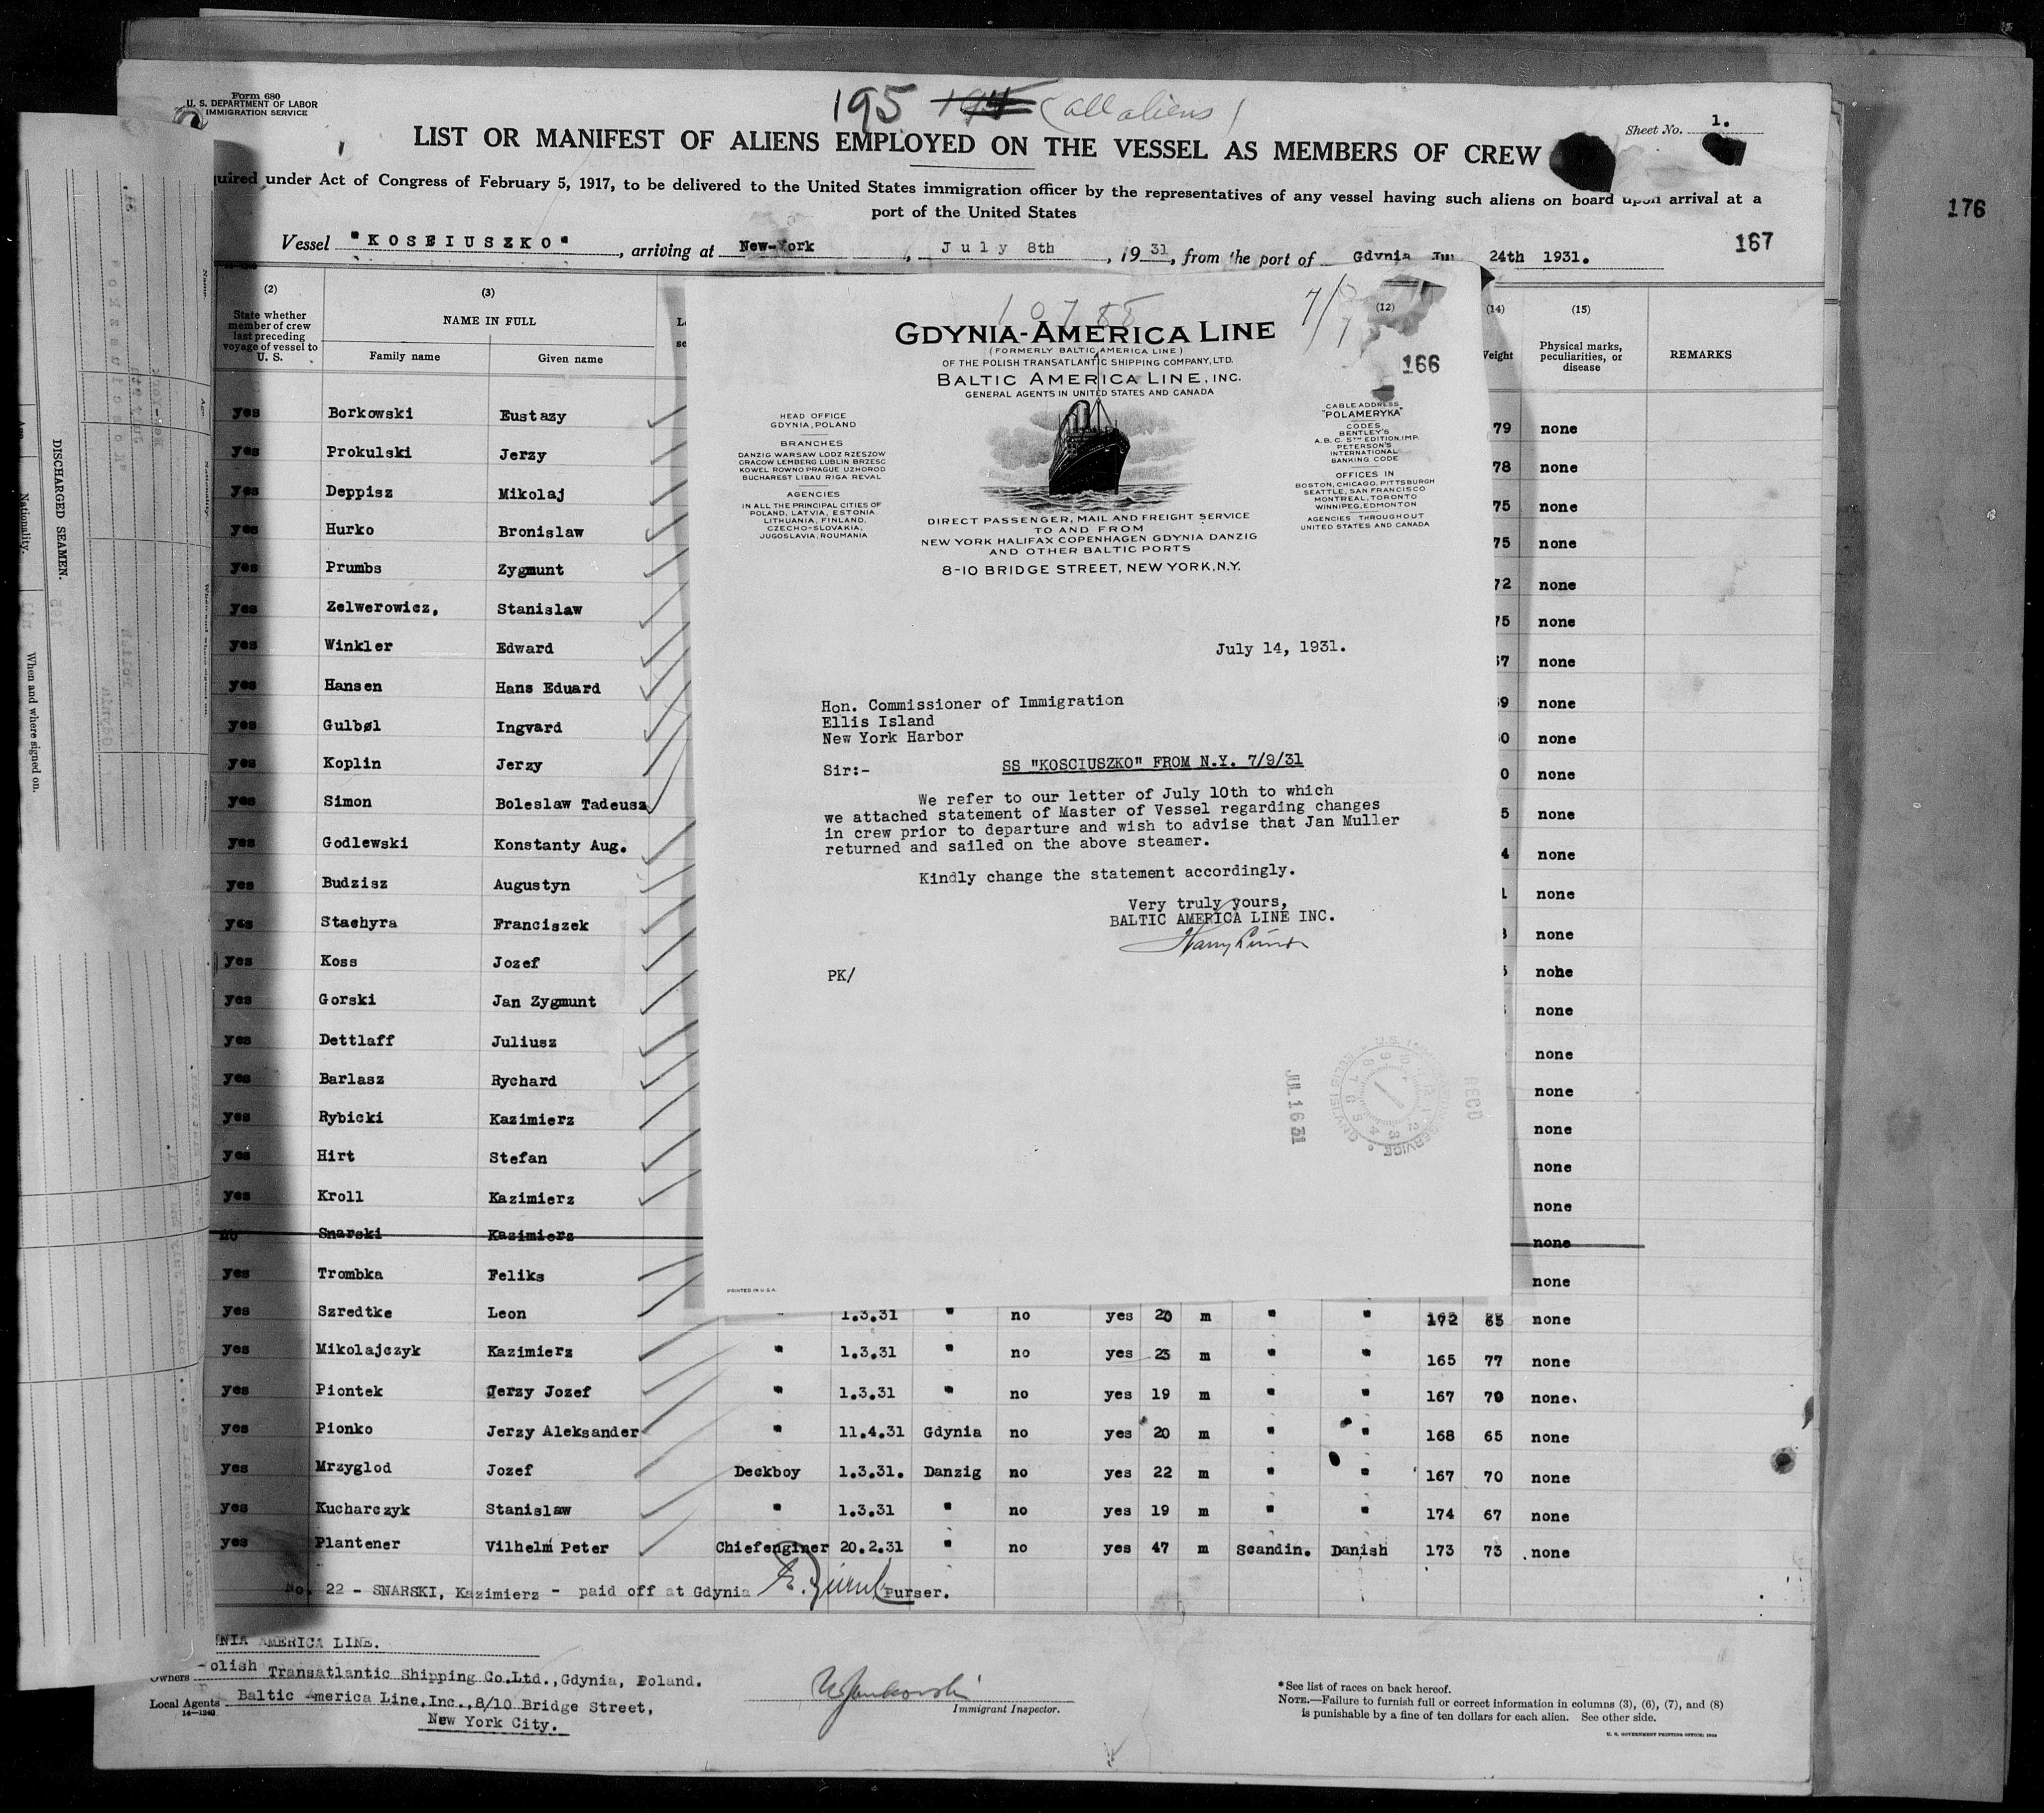 Form 680
U. S. DEPARTMENT OF LABOR
IMMIGRATION SERVICE
195 (all aliens)
Sheet No. 1.
LIST OR MANIFEST OF ALIENS EMPLOYED ON THE VESSEL AS MEMBERS OF CREW
under Act of Congress of February 5, 1917, to be delivered to the United States immigration officer by the representatives of any vessel having such aliens on board upon arrival at a
port of the United States
176
167
Vessel "KOSEIUSZKO", arriving at New-York, July 8th, 1931, from the port of Gdynia 24th 1931.
(2) (3) (12) (14) (15)
State whether member of crew last preceding voyage of vessel to U. S.
NAME IN FULL
Family name Given name
Physical marks, peculiarities, or disease
REMARKS
yes Borkowski Eustazy 79 none
yes Prokulski Jerzy 78 none
yes Deppisz Mikolaj 75 none
yes Hurko Bronislaw 75 none
yes Prumbs Zygmunt 72 none
yes Zelwerowicz, Stanislaw 75 none
yes Winkler Edward none
yes Hansen Hans Eduard none
yes Gulbøl Ingvard none
yes Koplin Jerzy none
yes Simon Boleslaw Tadeusz none
yes Godlewski Konstanty Aug. none
yes Budzisz Augustyn none
yes Stachyra Franciszek none
yes Koss Jozef nohe
yes Gorski Jan Zygmunt none
yes Dettlaff Juliusz none
yes Barlasz Rychard none
yes Rybicki Kazimierz none
yes Hirt Stefan none
yes Kroll Kazimierz none
no Snarski Kazimierz none
yes Trombka Feliks none
yes Szredtke Leon 1.3.31 " no yes 20 m " " none
yes Mikolajczyk Kazimierz " 1.3.31 " no yes 23 m " " 165 77 none
yes Piontek Jerzy Jozef " 1.3.31 " no yes 19 m " " 167 70 none.
yes Pionko Jerzy Aleksander " 11.4.31 Gdynia no yes 20 m " " 168 65 none
yes Mrzyglod Jozef Deckboy 1.3.31. Danzig no yes 22 m " " 167 70 none
yes Kucharczyk Stanislaw " 1.3.31 " no yes 19 m " " 174 67 none
yes Plantener Vilhelm Peter Chiefenginer 20.2.31 " no yes 47 m Scandin. Danish 173 73 none
No. 22 - SNARSKI, Kazimierz - paid off at Gdynia Purser.
AMERICA LINE.
Owners Transatlantic Shipping Co.Ltd.,Gdynia, Poland.
Local Agents Baltic America Line,Inc.,8/10 Bridge Street,
14-1240
New York City.
Immigrant Inspector.
*See list of races on back hereof.
NOTE.—Failure to furnish full or correct information in columns (3), (6), (7), and (8)
is punishable by a fine of ten dollars for each alien. See other side.
U. S. GOVERNMENT PRINTING OFFICE: 1928
10785
GDYNIA-AMERICA LINE
(FORMERLY BALTIC AMERICA LINE)
OF THE POLISH TRANSATLANTIC SHIPPING COMPANY, LTD.
166
BALTIC AMERICA LINE, INC.
GENERAL AGENTS IN UNITED STATES AND CANADA
HEAD OFFICE
GDYNIA, POLAND
BRANCHES
DANZIG WARSAW LODZ RZESZOW
CRACOW LEMBERG LUBLIN BRZESC
KOWEL ROWNO PRAGUE UZHOROD
BUCHAREST LIBAU RIGA REVAL
AGENCIES
IN ALL THE PRINCIPAL CITIES OF
POLAND, LATVIA, ESTONIA
LITHUANIA, FINLAND,
CZECHO-SLOVAKIA,
JUGOSLAVIA, ROUMANIA
CABLE ADDRESS
"POLAMERYKA"
CODES
BENTLEY'S
A.B.C. 5TH EDITION, IMP.
PETERSON'S
INTERNATIONAL
BANKING CODE
OFFICES IN
BOSTON, CHICAGO, PITTSBURGH
SEATTLE, SAN FRANCISCO
MONTREAL, TORONTO
WINNIPEG, EDMONTON
AGENCIES THROUGHOUT
UNITED STATES AND CANADA
DIRECT PASSENGER, MAIL AND FREIGHT SERVICE
TO AND FROM
NEW YORK HALIFAX COPENHAGEN GDYNIA DANZIG
AND OTHER BALTIC PORTS
8-10 BRIDGE STREET, NEW YORK, N.Y.
July 14, 1931.
Hon. Commissioner of Immigration
Ellis Island
New York Harbor
Sir:- SS "KOSCIUSZKO" FROM N.Y. 7/9/31
We refer to our letter of July 10th to which
we attached statement of Master of Vessel regarding changes
in crew prior to departure and wish to advise that Jan Muller
returned and sailed on the above steamer.
Kindly change the statement accordingly.
Very truly yours,
BALTIC AMERICA LINE INC.
PK/
JUL 16 31
RECD
PRINTED IN U.S.A.
DISCHARGED SEAMEN.
Nationality.
When and where signed on.